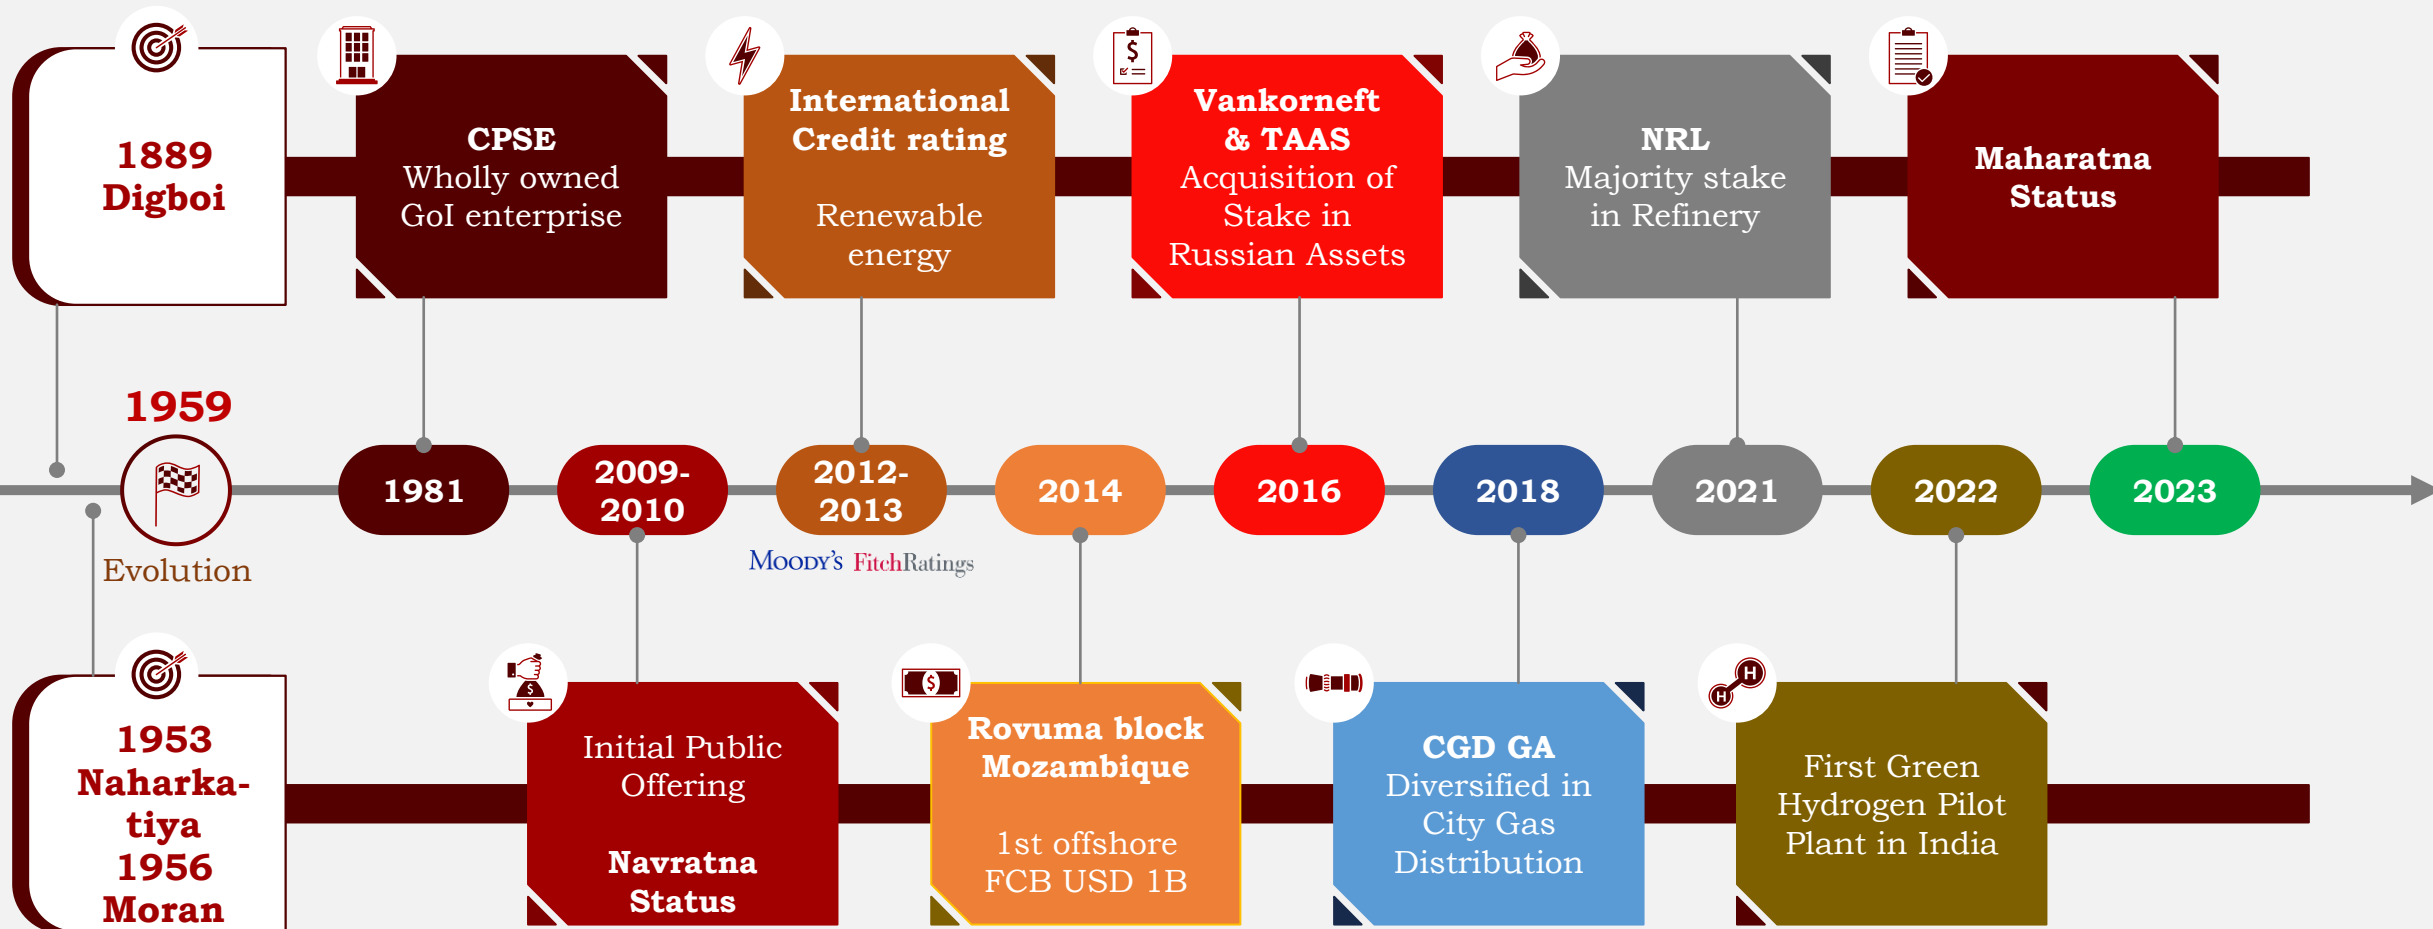 1889
Digboi
CPSE
Wholly owned
GoI enterprise
International
Credit rating
Renewable
energy
$
Vankorneft
& TAAS
Acquisition of
Stake in
Russian Assets
NRL
Majority stake
in Refinery
Maharatna
Status
1959
Evolution
1981
2009-
2010
2012-
2013
2014
2016
2018
2021
2022
2023
MOODY'S FitchRatings
1953
Naharka-
tiya
1956
Moran
$
Initial Public
Offering
Navratna
Status
$
Rovuma block
Mozambique
1st offshore
FCB USD 1B
CGD GA
Diversified in
City Gas
Distribution
H H
First Green
Hydrogen Pilot
Plant in India